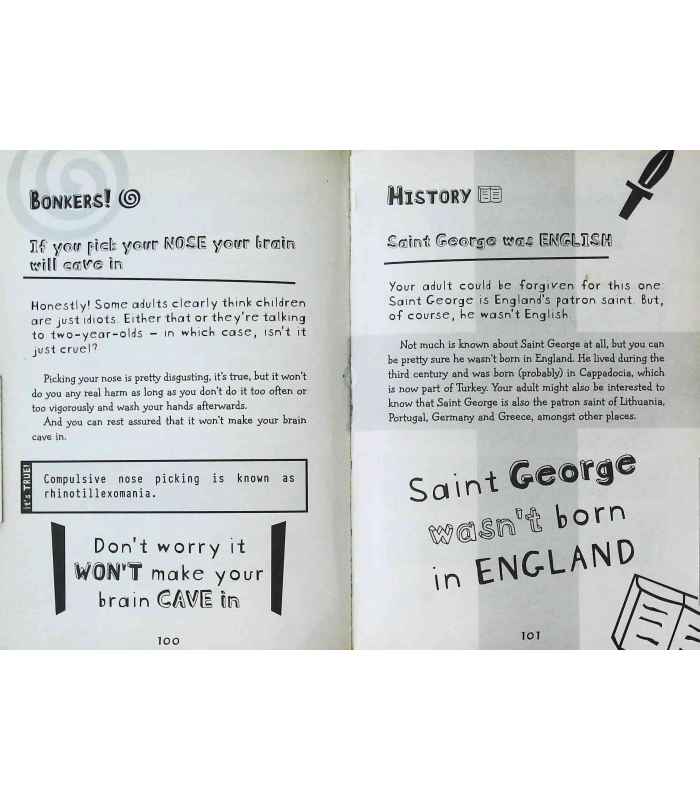 BONKERS!
If you pick your NOSE your brain
will cave in
Honestly! Some adults clearly think children
are just idiots. Either that or they're talking
to two-year-olds – in which case, isn't it
just cruel?
Picking your nose is pretty disgusting, it's true, but it won't
do you any real harm as long as you don't do it too often or
too vigorously and wash your hands afterwards.
And you can rest assured that it won't make your brain
cave in.
it's TRUE!
Compulsive nose picking is known as
rhinotillexomania.
Don't worry it
WON'T make your
brain CAVE in
100
HISTORY
Saint George was ENGLISH
Your adult could be forgiven for this one:
Saint George is England's patron saint. But,
of course, he wasn't English.
Not much is known about Saint George at all, but you can
be pretty sure he wasn't born in England. He lived during the
third century and was born (probably) in Cappadocia, which
is now part of Turkey. Your adult might also be interested to
know that Saint George is also the patron saint of Lithuania,
Portugal, Germany and Greece, amongst other places.
Saint George
wasn't born
in ENGLAND
101